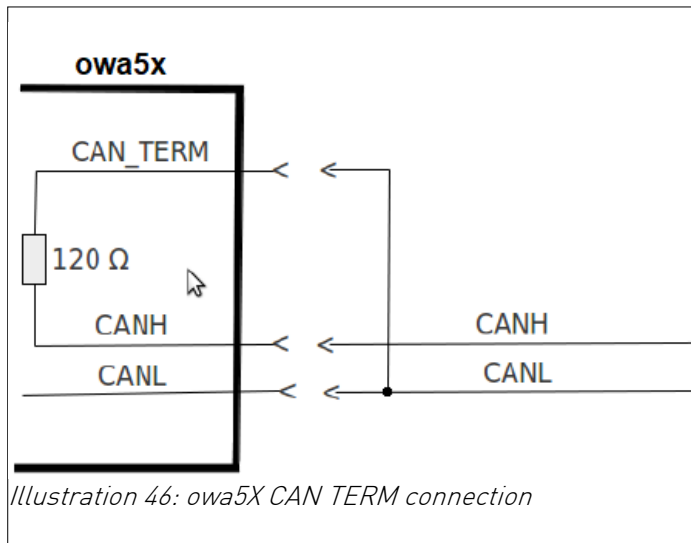 owa5x
CAN_TERM
120 Ω
CANH
CANH
CANL
CANL
Illustration 46: owa5X CAN TERM connection